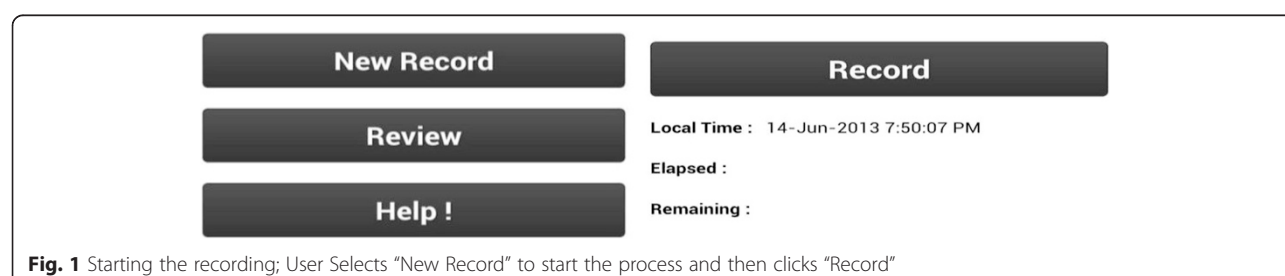 New Record
Review
Help !
Record
Local Time : 14-Jun-2013 7:50:07 PM
Elapsed :
Remaining :
Fig. 1 Starting the recording; User Selects “New Record” to start the process and then clicks “Record”